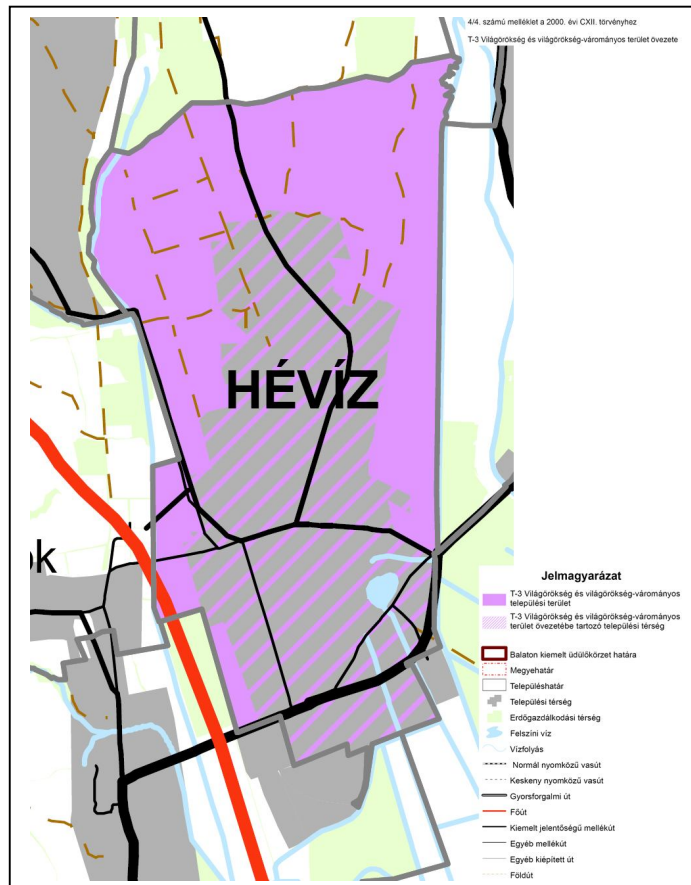 4/4. számú melléklet a 2000. évi CXII. törvényhez
T-3 Világörökség és világörökség-várományos terület övezete
HÉVÍZ
ok
Jelmagyarázat
T-3 Világörökség és világörökség-várományos
települési terület
T-3 Világörökség és világörökség-várományos
terület övezetébe tartozó települési térség
Balaton kiemelt üdülőkörzet határa
Megyehatár
Településhatár
Települési térség
Erdőgazdálkodási térség
Felszíni víz
Vízfolyás
Normál nyomközű vasút
Keskeny nyomközű vasút
Gyorsforgalmi út
Főút
Kiemelt jelentőségű mellékút
Egyéb mellékút
Egyéb kiépített út
Földút